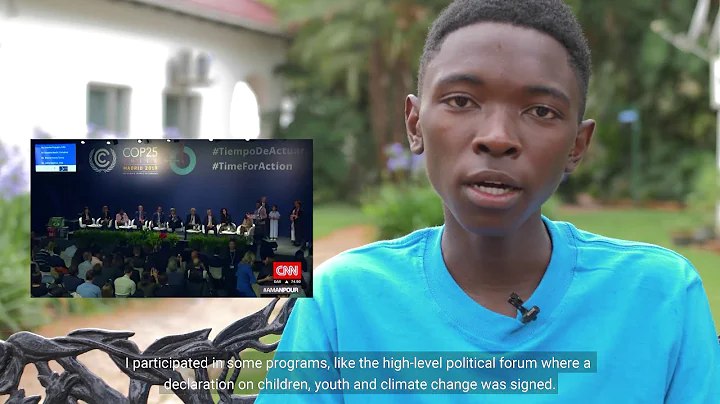 COP25
MADRID 2019
#TiempoDeActuar
#TimeForAction
CNN
#AMANPOUR
I participated in some programs, like the high-level political forum where a
declaration on children, youth and climate change was signed.